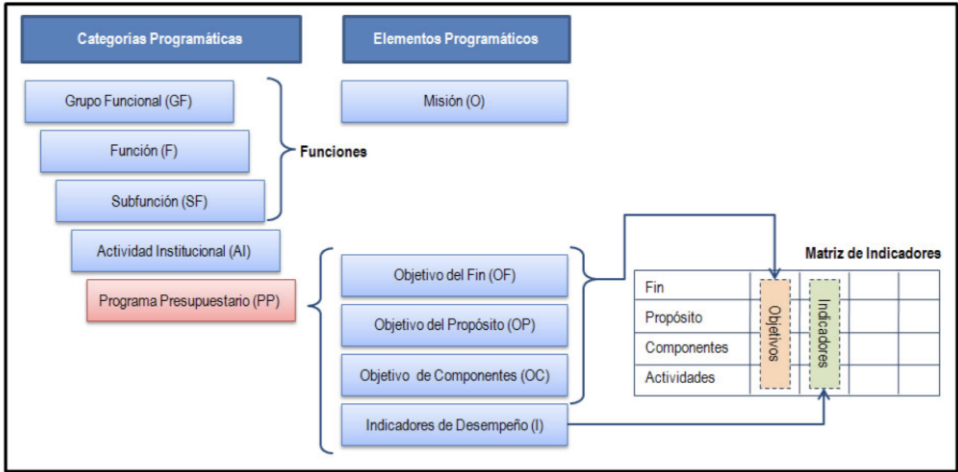 Categorías Programáticas
Elementos Programáticos
Grupo Funcional (GF)
Misión (O)
Función (F)
Funciones
Subfunción (SF)
Actividad Institucional (AI)
Programa Presupuestario (PP)
Objetivo del Fin (OF)
Objetivo del Propósito (OP)
Objetivo de Componentes (OC)
Indicadores de Desempeño (I)
Matriz de Indicadores
Fin
Propósito
Componentes
Actividades
Objetivos
Indicadores